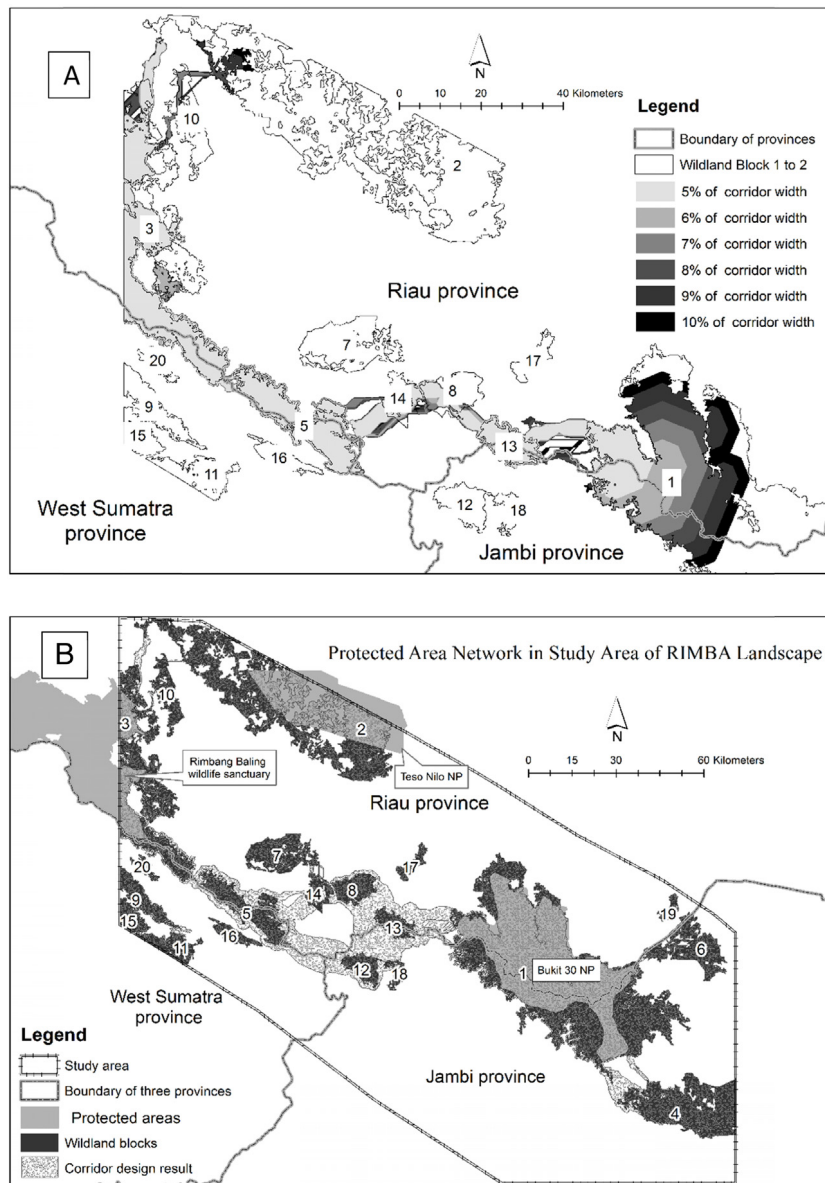 A
N
0 20 40 Kilometers
Legend
Boundary of provinces
Wildland Block 1 to 2
5% of corridor width
6% of corridor width
7% of corridor width
8% of corridor width
9% of corridor width
10% of corridor width
10
2
3
Riau province
7
17
20
14
8
9
5
13
15
16
11
1
West Sumatra
province
12
18
Jambi province
B
Protected Area Network in Study Area of RIMBA Landscape
10
3
2
N
Rimbang Baling
wildlife sanctuary
Teso Nilo NP
0 15 30 60 Kilometers
Riau province
20
7
17
14
8
9
5
19
15
16
13
6
11
12
18
1
Bukit 30 NP
West Sumatra
province
Jambi province
4
Legend
Study area
Boundary of three provinces
Protected areas
Wildland blocks
Corridor design result